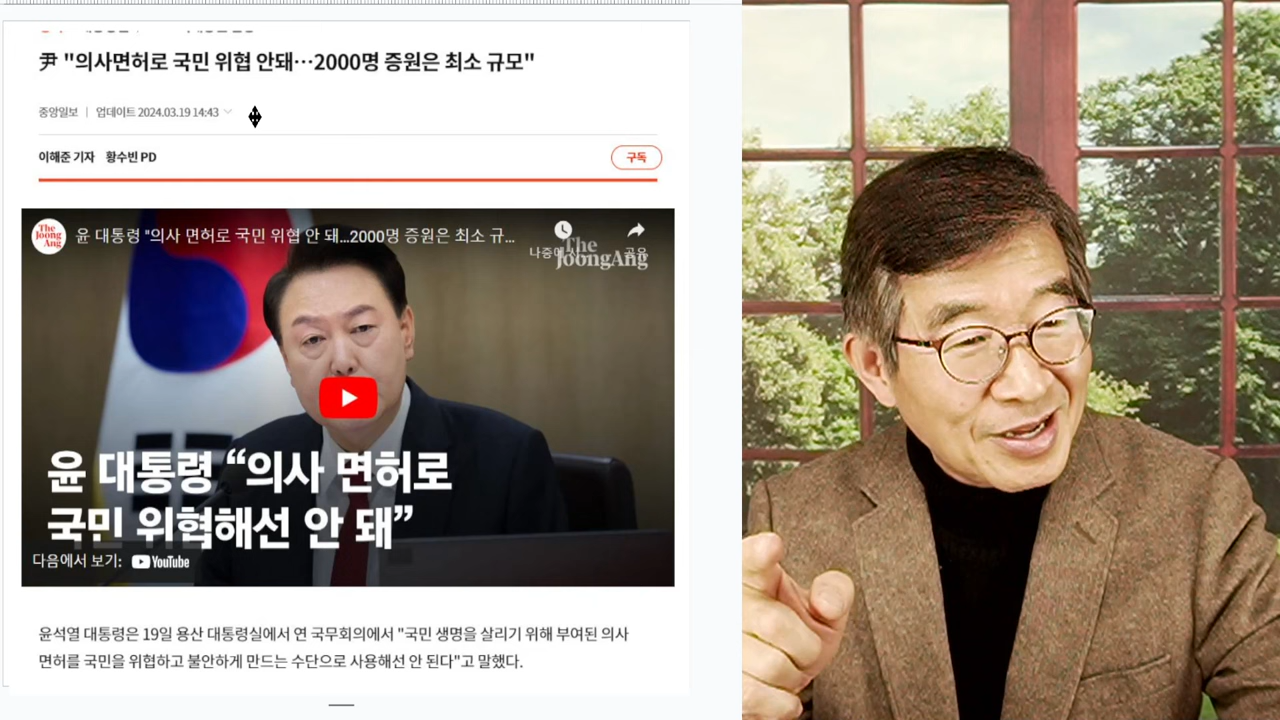 尹 "의사면허로 국민 위협 안돼…2000명 증원은 최소 규모"
중앙일보 | 업데이트 2024.03.19 14:43
이해준 기자 황수빈 PD
구독
The JoongAng
윤 대통령 "의사 면허로 국민 위협 안 돼...2000명 증원은 최소 규...
공유
The JoongAng
윤 대통령 “의사 면허로
국민 위협해선 안 돼”
다음에서 보기: YouTube
윤석열 대통령은 19일 용산 대통령실에서 연 국무회의에서 "국민 생명을 살리기 위해 부여된 의사
면허를 국민을 위협하고 불안하게 만드는 수단으로 사용해선 안 된다"고 말했다.